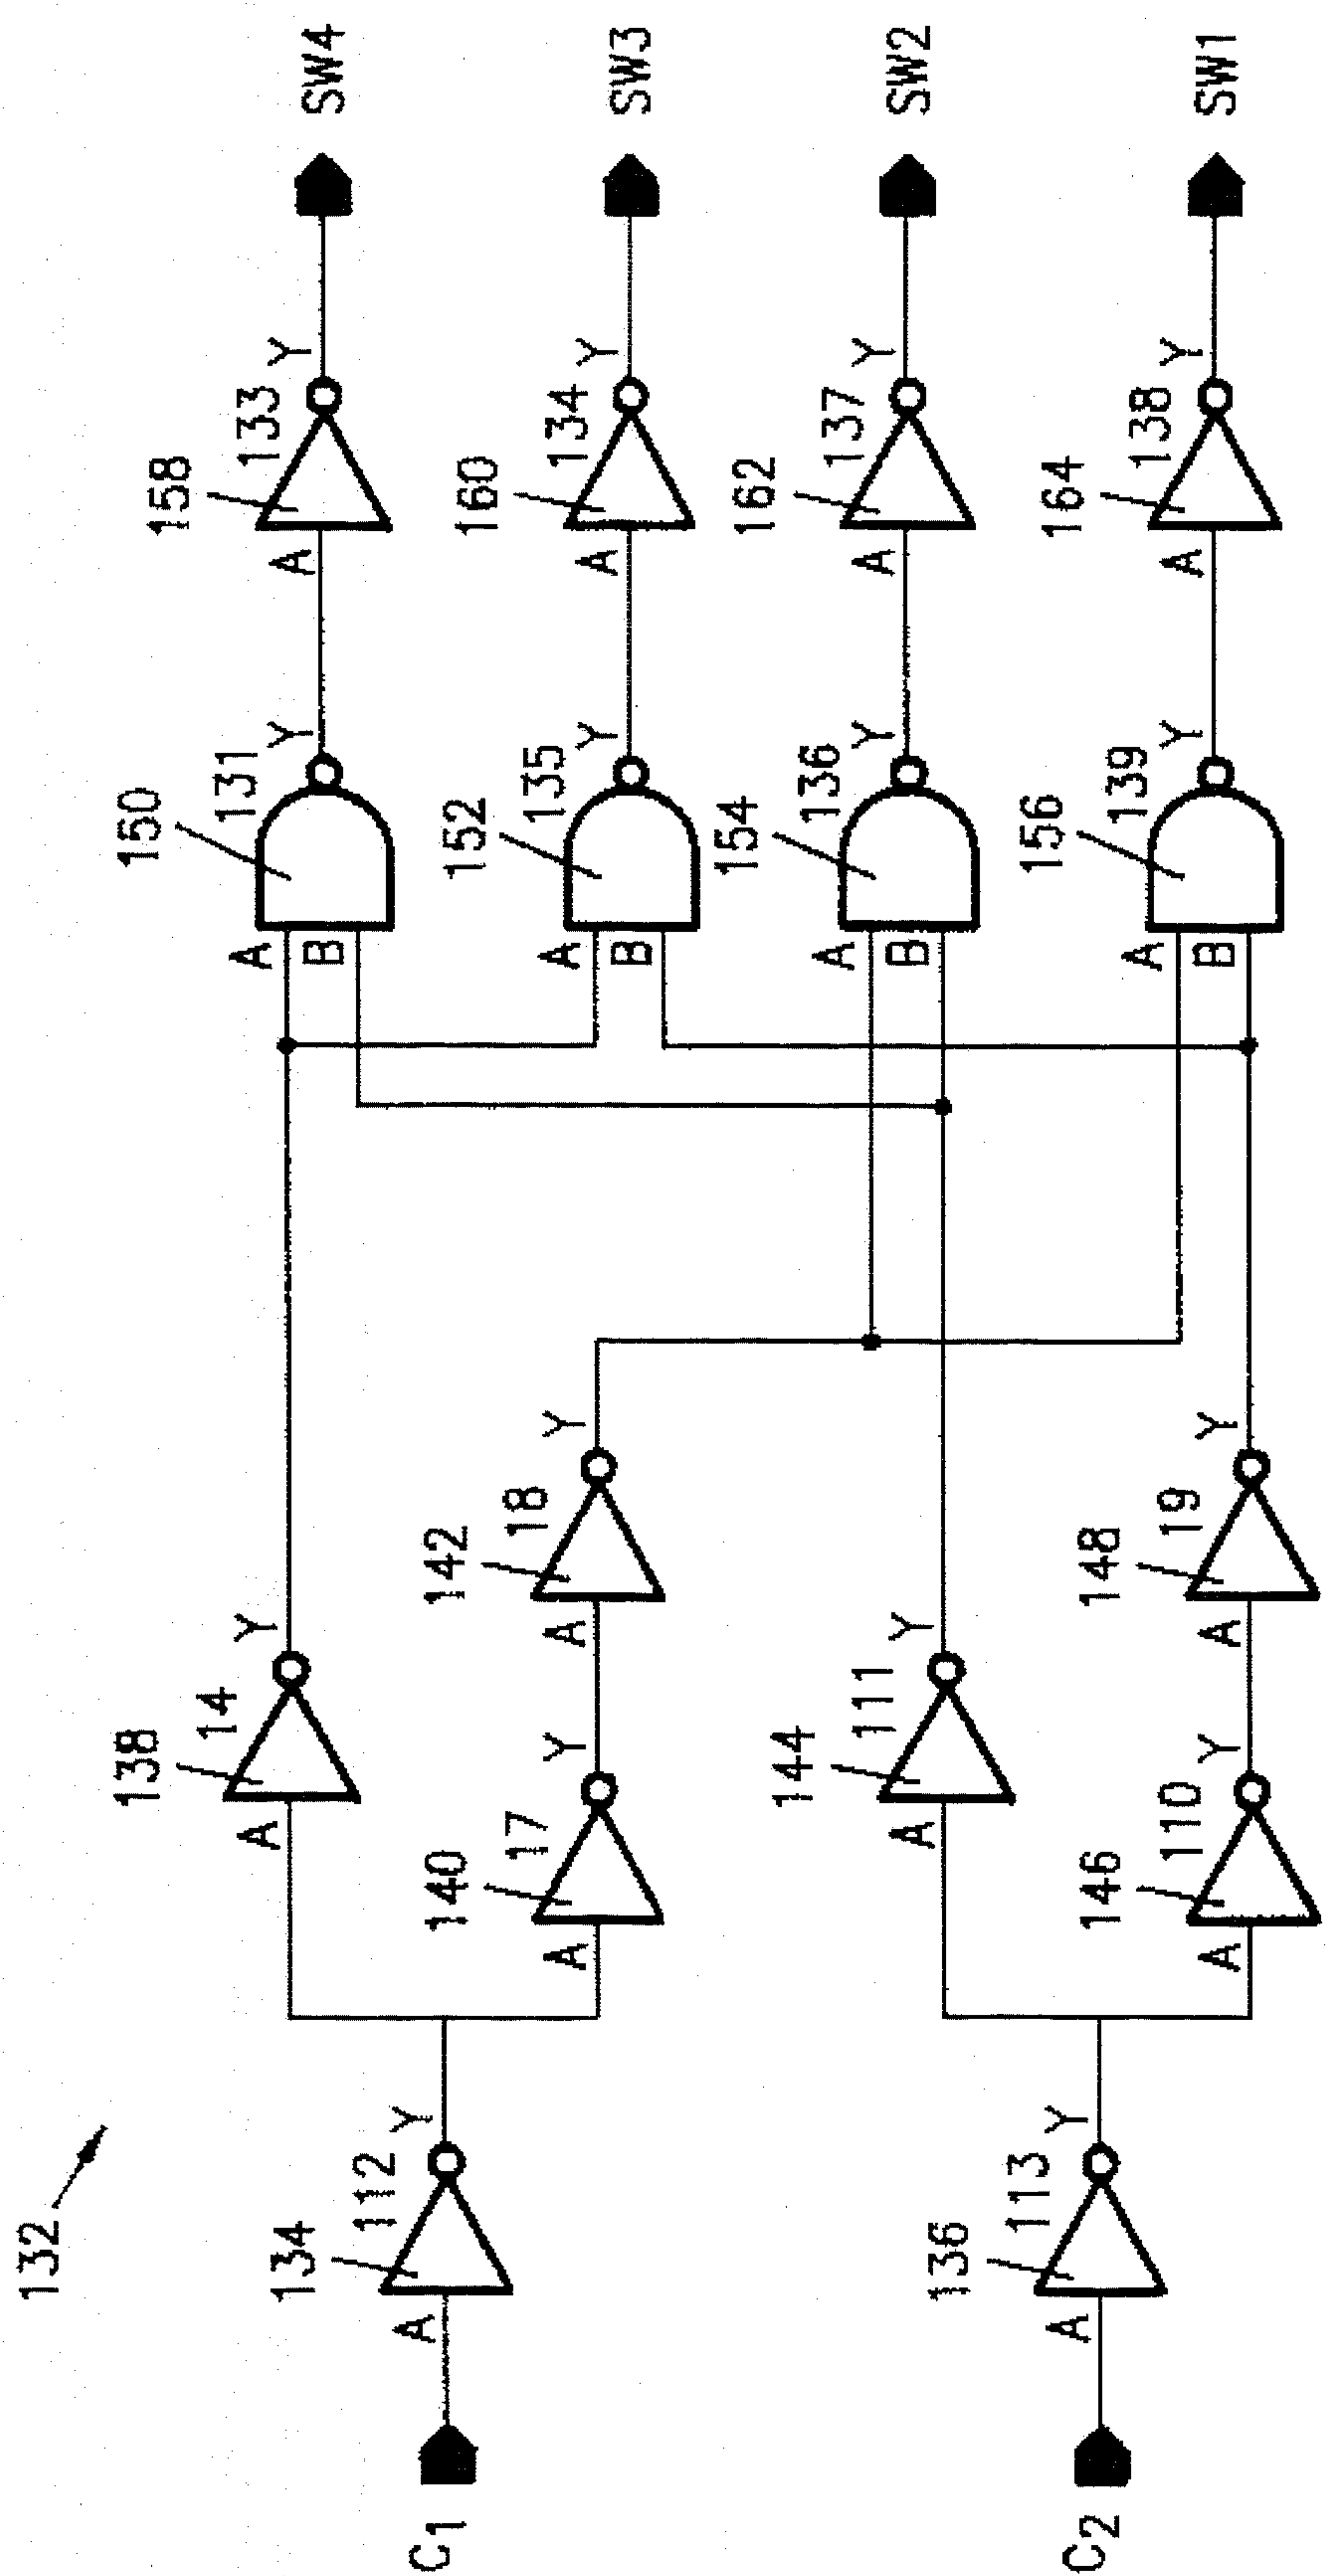 132
C1
A
134
112
Y
A
138
14
Y
A
140
17
Y
A
142
18
Y
C2
A
136
113
Y
A
144
111
Y
A
146
110
Y
A
148
19
Y
A
B
150
131
Y
A
158
133
Y
SW4
A
B
152
135
Y
A
160
134
Y
SW3
A
B
154
136
Y
A
162
137
Y
SW2
A
B
156
139
Y
A
164
138
Y
SW1